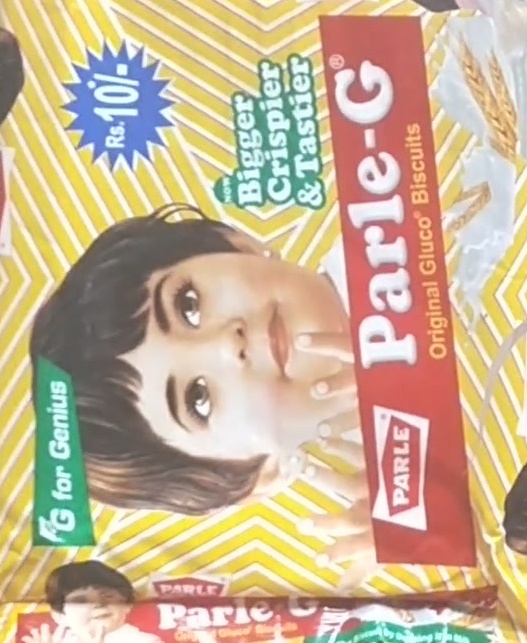 G for Genius
Rs.10/-
NOW
Bigger
Crispier
& Tastier
PARLE
Parle-G®
Original Gluco® Biscuits
PARLE
Parle-G